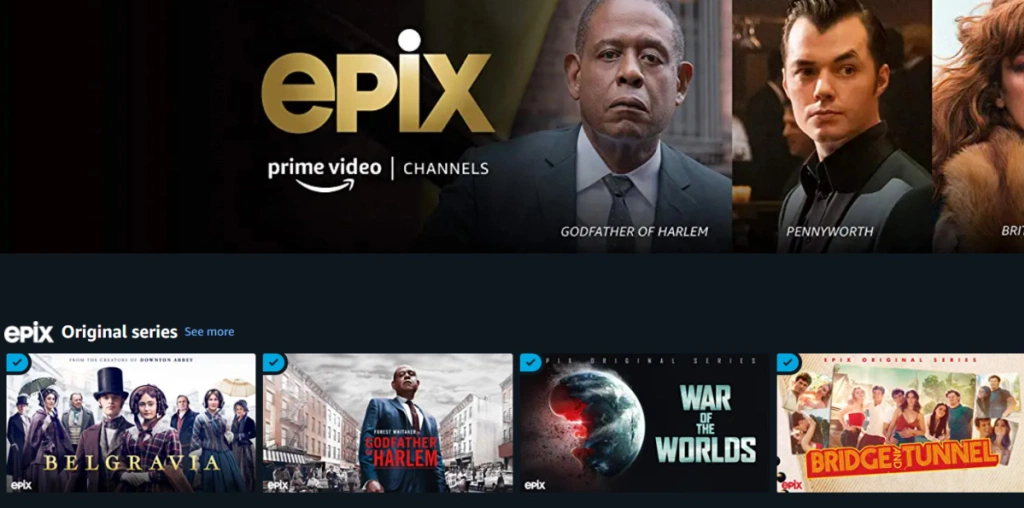 epix
prime video | CHANNELS
GODFATHER OF HARLEM
PENNYWORTH
BRIT
epix Original series See more
FROM THE CREATORS OF DOWNTON ABBEY
BELGRAVIA
epix
FOREST WHITAKER
GODFATHER
HARLEM
epix
EPIX ORIGINAL SERIES
WAR
OF
THE
WORLDS
epix
EPIX ORIGINAL SERIES
BRIDGE AND TUNNEL
epix